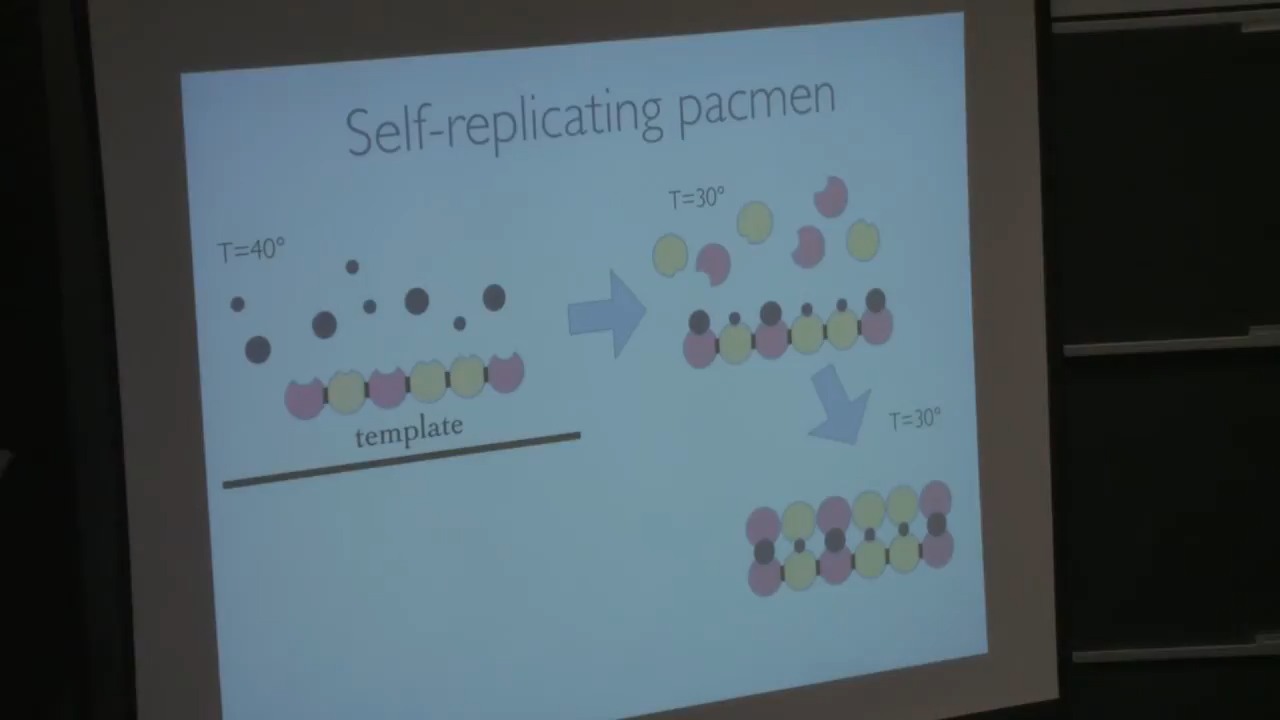 Self-replicating pacmen
T=40°
template
T=30°
T=30°